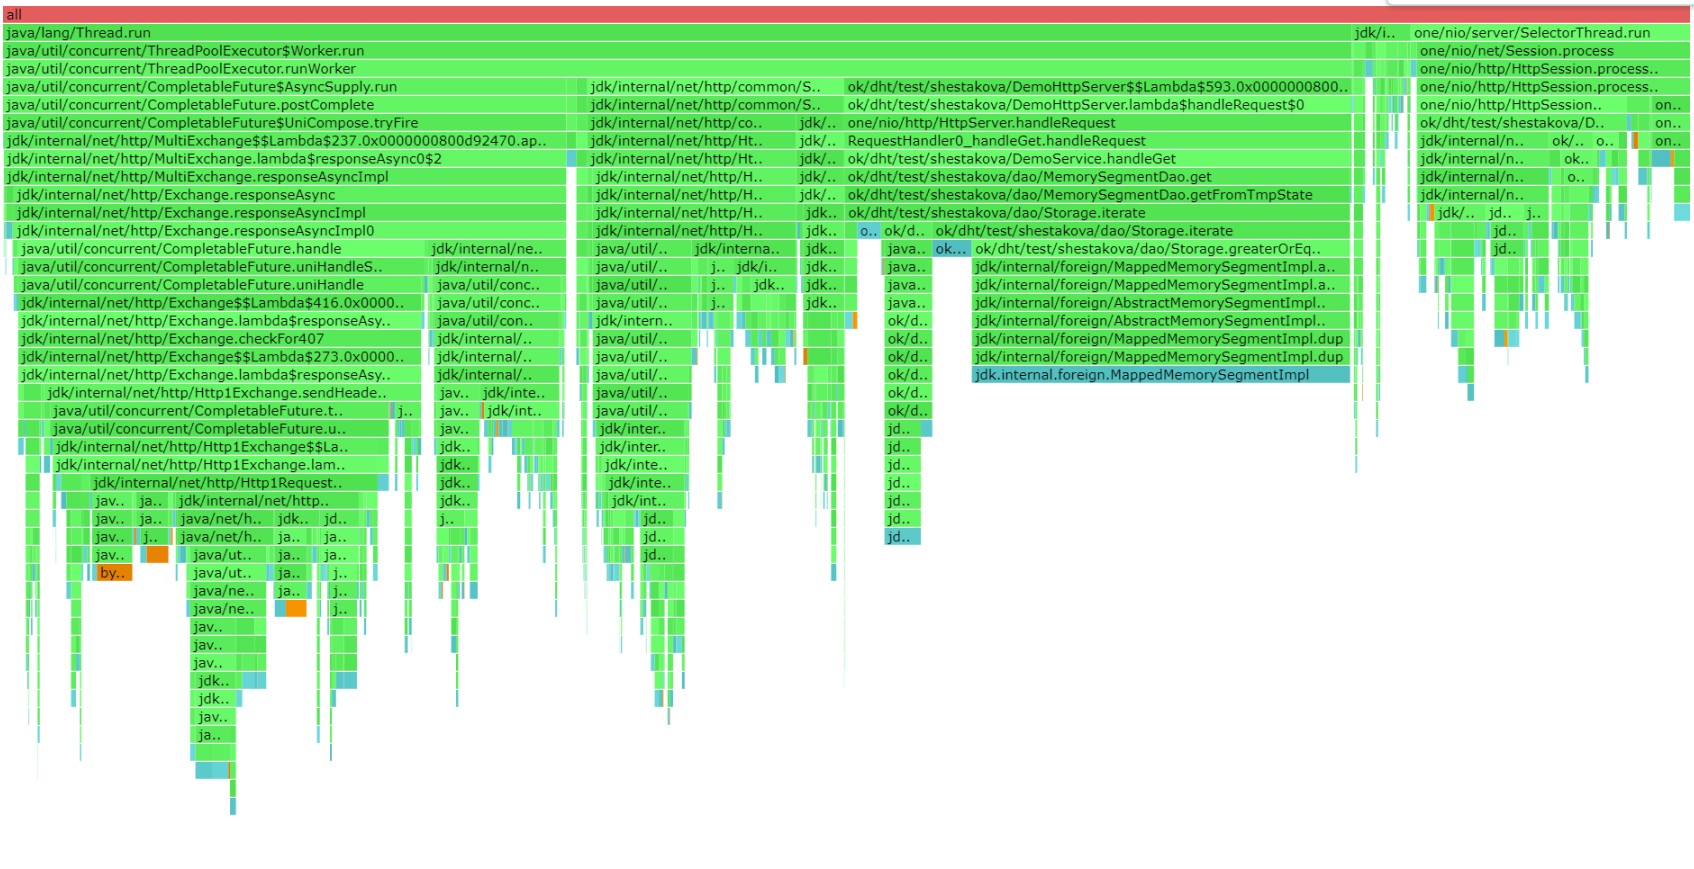 all
java/lang/Thread.run jdk/i.. one/nio/server/SelectorThread.run
java/util/concurrent/ThreadPoolExecutor$Worker.run one/nio/net/Session.process
java/util/concurrent/ThreadPoolExecutor.runWorker one/nio/http/HttpSession.process..
java/util/concurrent/CompletableFuture$AsyncSupply.run jdk/internal/net/http/common/S.. ok/dht/test/shestakova/DemoHttpServer$$Lambda$593.0x0000000800.. one/nio/http/HttpSession.process..
java/util/concurrent/CompletableFuture.postComplete jdk/internal/net/http/common/S.. ok/dht/test/shestakova/DemoHttpServer.lambda$handleRequest$0 one/nio/http/HttpSession.. on..
java/util/concurrent/CompletableFuture$UniCompose.tryFire jdk/internal/net/http/co.. jdk/.. one/nio/http/HttpServer.handleRequest ok/dht/test/shestakova/D.. on..
jdk/internal/net/http/MultiExchange$$Lambda$237.0x0000000800d92470.ap.. jdk/internal/net/http/Ht.. jdk/.. RequestHandler0_handleGet.handleRequest jdk/internal/n.. ok/.. o.. on..
jdk/internal/net/http/MultiExchange.lambda$responseAsync0$2 jdk/internal/net/http/Ht.. jdk/.. ok/dht/test/shestakova/DemoService.handleGet jdk/internal/n.. ok..
jdk/internal/net/http/MultiExchange.responseAsyncImpl jdk/internal/net/http/H.. jdk/.. ok/dht/test/shestakova/dao/MemorySegmentDao.get jdk/internal/n.. o..
jdk/internal/net/http/Exchange.responseAsync jdk/internal/net/http/H.. jdk/.. ok/dht/test/shestakova/dao/MemorySegmentDao.getFromTmpState jdk/internal/n..
jdk/internal/net/http/Exchange.responseAsyncImpl jdk/internal/net/http/H.. jdk.. ok/dht/test/shestakova/dao/Storage.iterate jdk/.. jd.. j..
jdk/internal/net/http/Exchange.responseAsyncImpl0 jdk/internal/net/http/H.. jdk.. o.. ok/d.. ok/dht/test/shestakova/dao/Storage.iterate jd..
java/util/concurrent/CompletableFuture.handle jdk/internal/ne.. java/util/.. jdk/interna.. jdk.. java.. ok... ok/dht/test/shestakova/dao/Storage.greaterOrEq.. jd..
java/util/concurrent/CompletableFuture.uniHandleS.. jdk/internal/n.. java/util/.. j.. jdk/i.. jdk.. java.. jdk/internal/foreign/MappedMemorySegmentImpl.a..
java/util/concurrent/CompletableFuture.uniHandle java/util/conc.. java/util/.. j.. jdk.. jdk.. java.. jdk/internal/foreign/MappedMemorySegmentImpl.a..
jdk/internal/net/http/Exchange$$Lambda$416.0x0000.. java/util/conc.. java/util/.. j.. jdk.. java.. jdk/internal/foreign/AbstractMemorySegmentImpl..
jdk/internal/net/http/Exchange.lambda$responseAsy.. java/util/con.. jdk/intern.. ok/d.. jdk/internal/foreign/AbstractMemorySegmentImpl..
jdk/internal/net/http/Exchange.checkFor407 jdk/internal/.. java/util/.. ok/d.. jdk/internal/foreign/MappedMemorySegmentImpl.dup
jdk/internal/net/http/Exchange$$Lambda$273.0x0000.. jdk/internal/.. java/util/.. ok/d.. jdk/internal/foreign/MappedMemorySegmentImpl.dup
jdk/internal/net/http/Exchange.lambda$responseAsy.. jdk/internal/.. java/util/.. ok/d.. jdk.internal.foreign.MappedMemorySegmentImpl
jdk/internal/net/http/Http1Exchange.sendHeade.. jav.. jdk/inte.. java/util/.. ok/d..
java/util/concurrent/CompletableFuture.t.. j.. jav.. jdk/int.. java/util/.. ok/d..
java/util/concurrent/CompletableFuture.u.. jav.. jdk/inter.. jd..
jdk/internal/net/http/Http1Exchange$$La.. jdk.. jdk/inter.. jd..
jdk/internal/net/http/Http1Exchange.lam.. jdk.. jdk/inte.. jd..
jdk/internal/net/http/Http1Request.. jdk.. jdk/inte.. jd..
jav.. ja.. jdk/internal/net/http.. jdk.. jdk/int.. jd..
jav.. ja.. java/net/h.. jdk.. jd.. j.. jd.. jd..
jav.. j.. java/net/h.. ja.. ja.. jd.. jd..
jav.. java/ut.. ja.. ja.. jd..
by.. java/ut.. ja.. j..
java/ne.. ja.. j..
java/ne.. j..
jav..
jav..
jav..
jdk..
jdk..
jav..
ja..